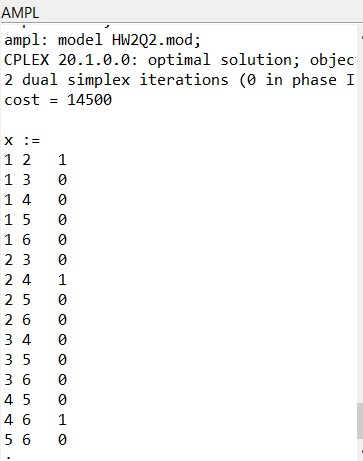 AMPL
ampl: model HW2Q2.mod;
CPLEX 20.1.0.0: optimal solution; objec
2 dual simplex iterations (0 in phase I
cost = 14500
x :=
1 2 1
1 3 0
1 4 0
1 5 0
1 6 0
2 3 0
2 4 1
2 5 0
2 6 0
3 4 0
3 5 0
3 6 0
4 5 0
4 6 1
5 6 0